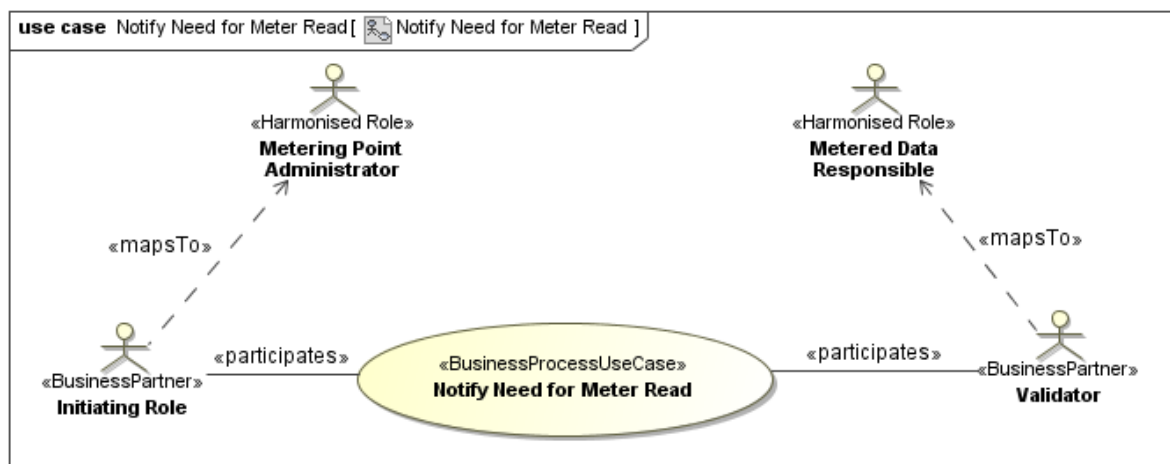 use case Notify Need for Meter Read [ Notify Need for Meter Read ]
«Harmonised Role»
Metering Point
Administrator
«Harmonised Role»
Metered Data
Responsible
«mapsTo»
«mapsTo»
«BusinessPartner»
Initiating Role
«participates»
«BusinessProcessUseCase»
Notify Need for Meter Read
«participates»
«BusinessPartner»
Validator